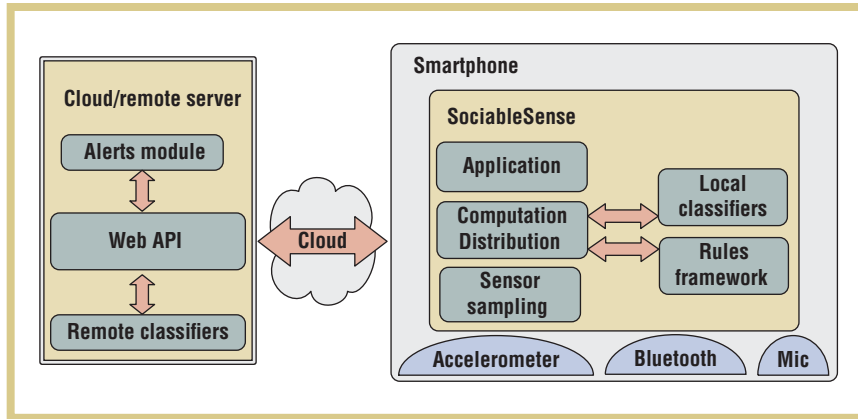 Cloud/remote server
Alerts module
Web API
Remote classifiers
Cloud
Smartphone
SociableSense
Application
Computation
Distribution
Sensor
sampling
Local
classifiers
Rules
framework
Accelerometer
Bluetooth
Mic